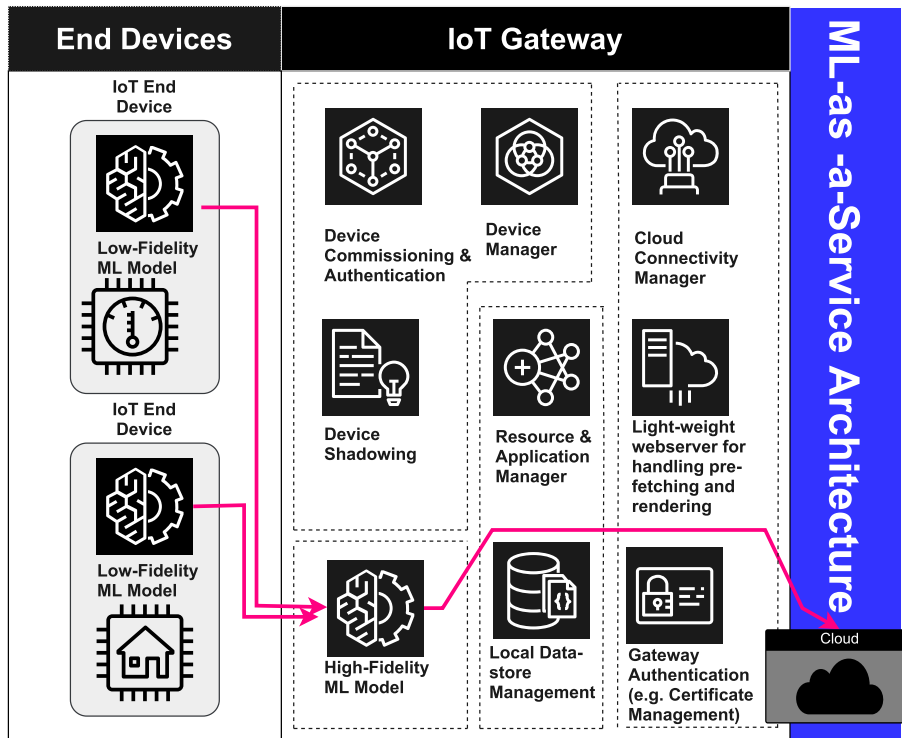 End Devices
IoT Gateway
ML-as -a-Service Architecture
IoT End
Device
Low-Fidelity
ML Model
IoT End
Device
Low-Fidelity
ML Model
Device
Commissioning &
Authentication
Device
Manager
Cloud
Connectivity
Manager
Device
Shadowing
Resource &
Application
Manager
Light-weight
webserver for
handling pre-
fetching and
rendering
High-Fidelity
ML Model
Local Data-
store
Management
Gateway
Authentication
(e.g. Certificate
Management)
Cloud